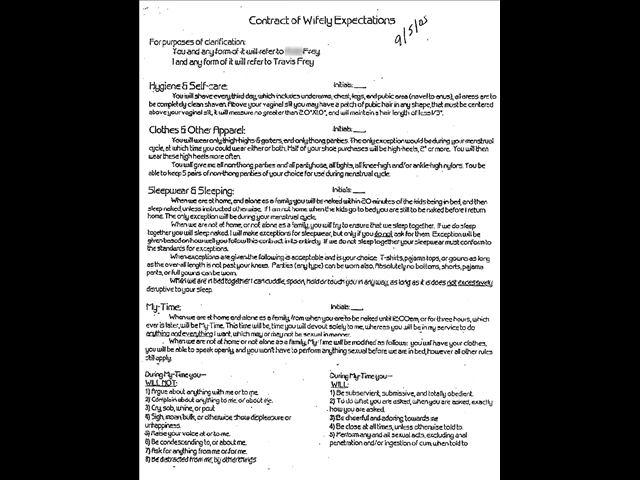 Contract of Wifely Expectations
9/5/05
For purposes of clarification:
You and any form of it will refer to Frey
I and any form of it will refer to Travis Frey
Hygiene & Self-care: Initials: ___
You will shave every third day, which includes underarms, chest, legs, and pubic area (navel to anus), all areas are to
be completely clean shaven. Above your vaginal slit you may have a patch of pubic hair in any shape, that must be centered
above your vaginal slit, it will measure no greater than and will maintain a hair length of less
Clothes & Other Apparel: Initials: ___
You will wear only thigh-highs & garters, and only thong panties. The only exception would be during your menstrual
cycle, at which time you could wear either or both. Half of your shoe purchases will be high-heels, 2" or more. You will then
wear these high heels more often.
You will give me all non-thong panties and all pantyhose, all tights, all knee-high and/or ankle-high nylons. You be
able to keep 5 pairs of non-thong panties of your choice for use during menstrual cycle.
Sleepwear & Sleeping: Initials: ___
When we are at home, and alone as a family you will be naked within 20 minutes of the kids being in bed, and then
sleep naked, unless instructed otherwise. If I am not home when the kids go to bed you are still to be naked before I return
home. The only exception will be during your menstrual cycle.
When we are at home, or not alone as a family, you will try to ensure that we sleep together. If we do sleep
together you will sleep naked. I will make exceptions for sleepwear, but only if you do not ask for them. Exception will be
given based on how well you follow this contract in its entirely. If we do not sleep together your sleepwear must conform to
the standards for exceptions.
When exceptions are given the following is acceptable and is your choice. T-shirts, pajama tops, or gowns as long
as the over all length is not past your knees. Panties (any type) can be worn also. Absolutely no bottoms, shorts, pajama
pants, or full gowns can be worn.
When we are in bed together I can cuddle, spoon, hold or touch you in any way, as long as it does not excessively
disruptive to your sleep.
My-Time: Initials: ___
When we are at home and alone as a family, from when you are to be naked until 12:00am, or for three hours, which
ever is later, will be My-Time. This time will be, time you will devout solely to me, whereas you will be in my service to do
anything and everything I want, which may or may not be sexual in manner.
When we are not at home or not alone as a family, My-Time will be modified as follows: you will have your clothes,
you will be able to speak openly, and you won't have to perform anything sexual before we are in bed, however all other rules
still apply.
During My-Time you—
WILL NOT:
1) Argue about anything with me or to me.
2) Complain about anything to me, or about me.
3) Cry, sob, whine, or pout
4) Sigh, moan, bulk, or otherwise show displeasure or
unhappiness.
5) Raise your voice at or to me.
6) Be condescending to, or about me.
7) Ask for anything from me or for me.
8) Be distracted from me, by other things
During My-Time you—
WILL:
1) Be subservient, submissive, and totally obedient.
2) To do what you are asked, when you are asked, exactly
how you are asked.
3) Be cheerful and adoring towards me
4) Be close at all times, unless otherwise told to.
5) Perform any and all sexual acts, excluding anal
penetration and/or ingestion of cum, when told to